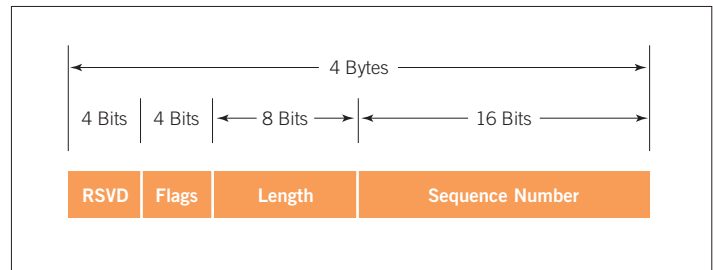 4 Bytes
4 Bits 4 Bits 8 Bits 16 Bits
RSVD Flags Length Sequence Number